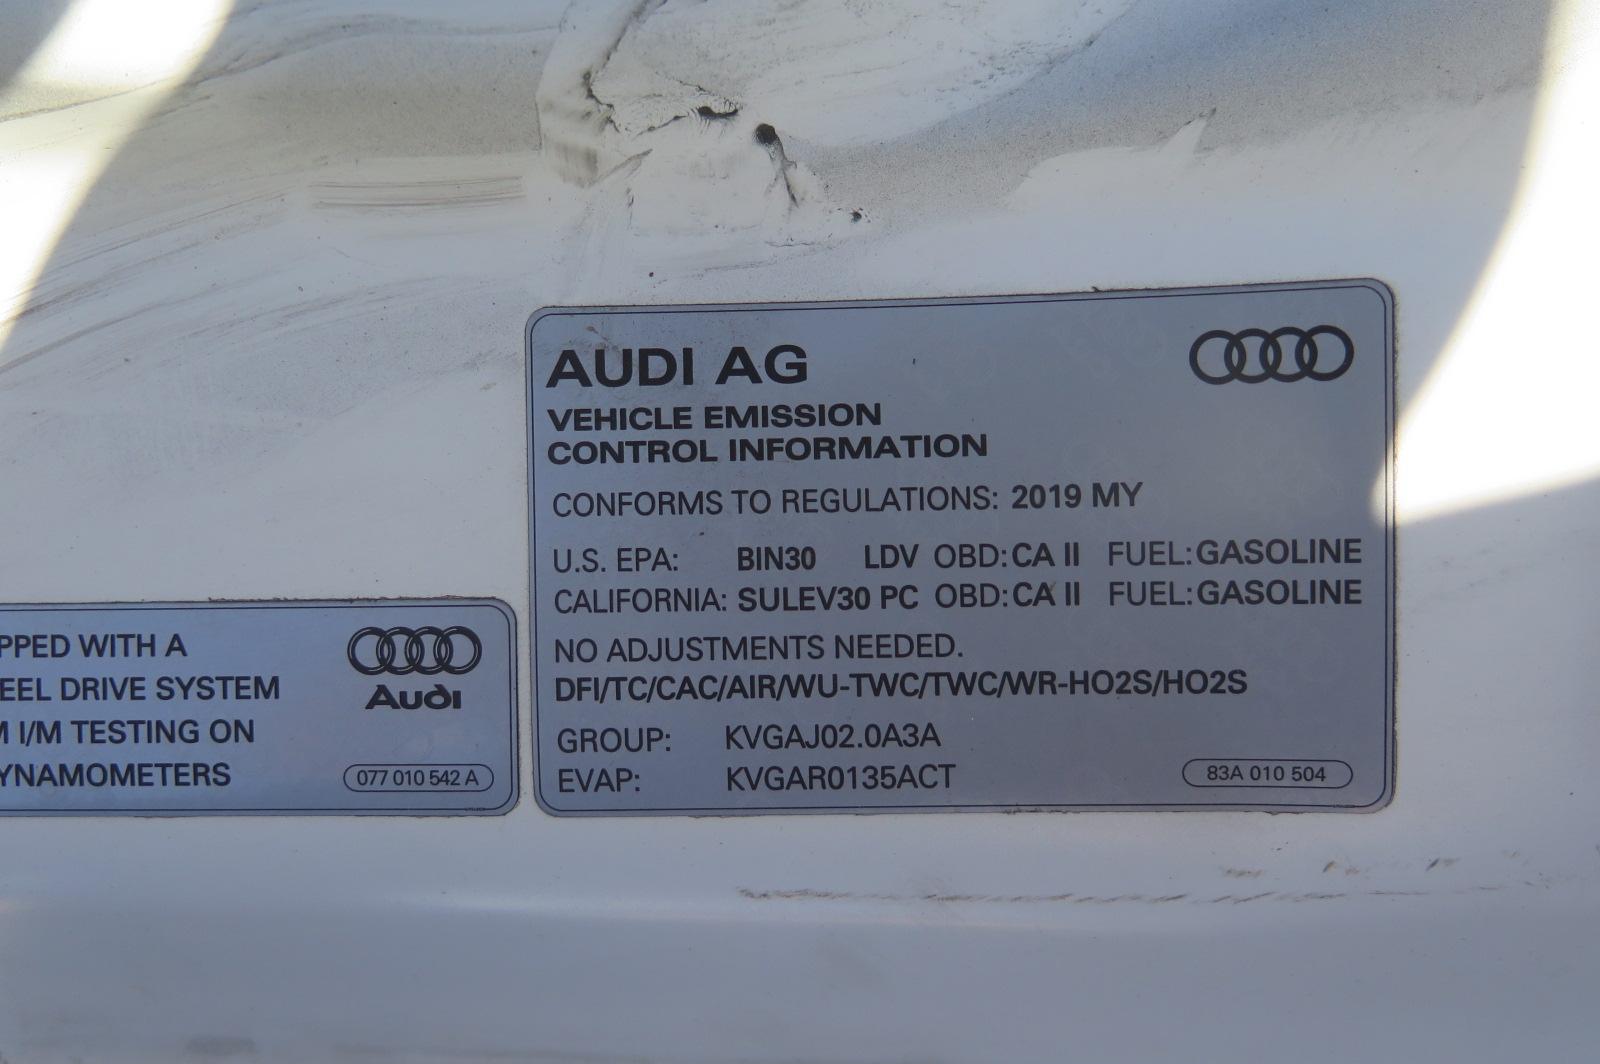 AUDI AG
VEHICLE EMISSION
CONTROL INFORMATION
CONFORMS TO REGULATIONS: 2019 MY
U.S. EPA: BIN30 LDV OBD: CA II FUEL: GASOLINE
CALIFORNIA: SULEV30 PC OBD: CA II FUEL: GASOLINE
NO ADJUSTMENTS NEEDED.
DFI/TC/CAC/AIR/WU-TWC/TWC/WR-HO2S/HO2S
GROUP: KVGAJ02.0A3A
EVAP: KVGAR0135ACT
83A 010 504
PPED WITH A
EEL DRIVE SYSTEM
M I/M TESTING ON
YNAMOMETERS
Audi
077 010 542 A